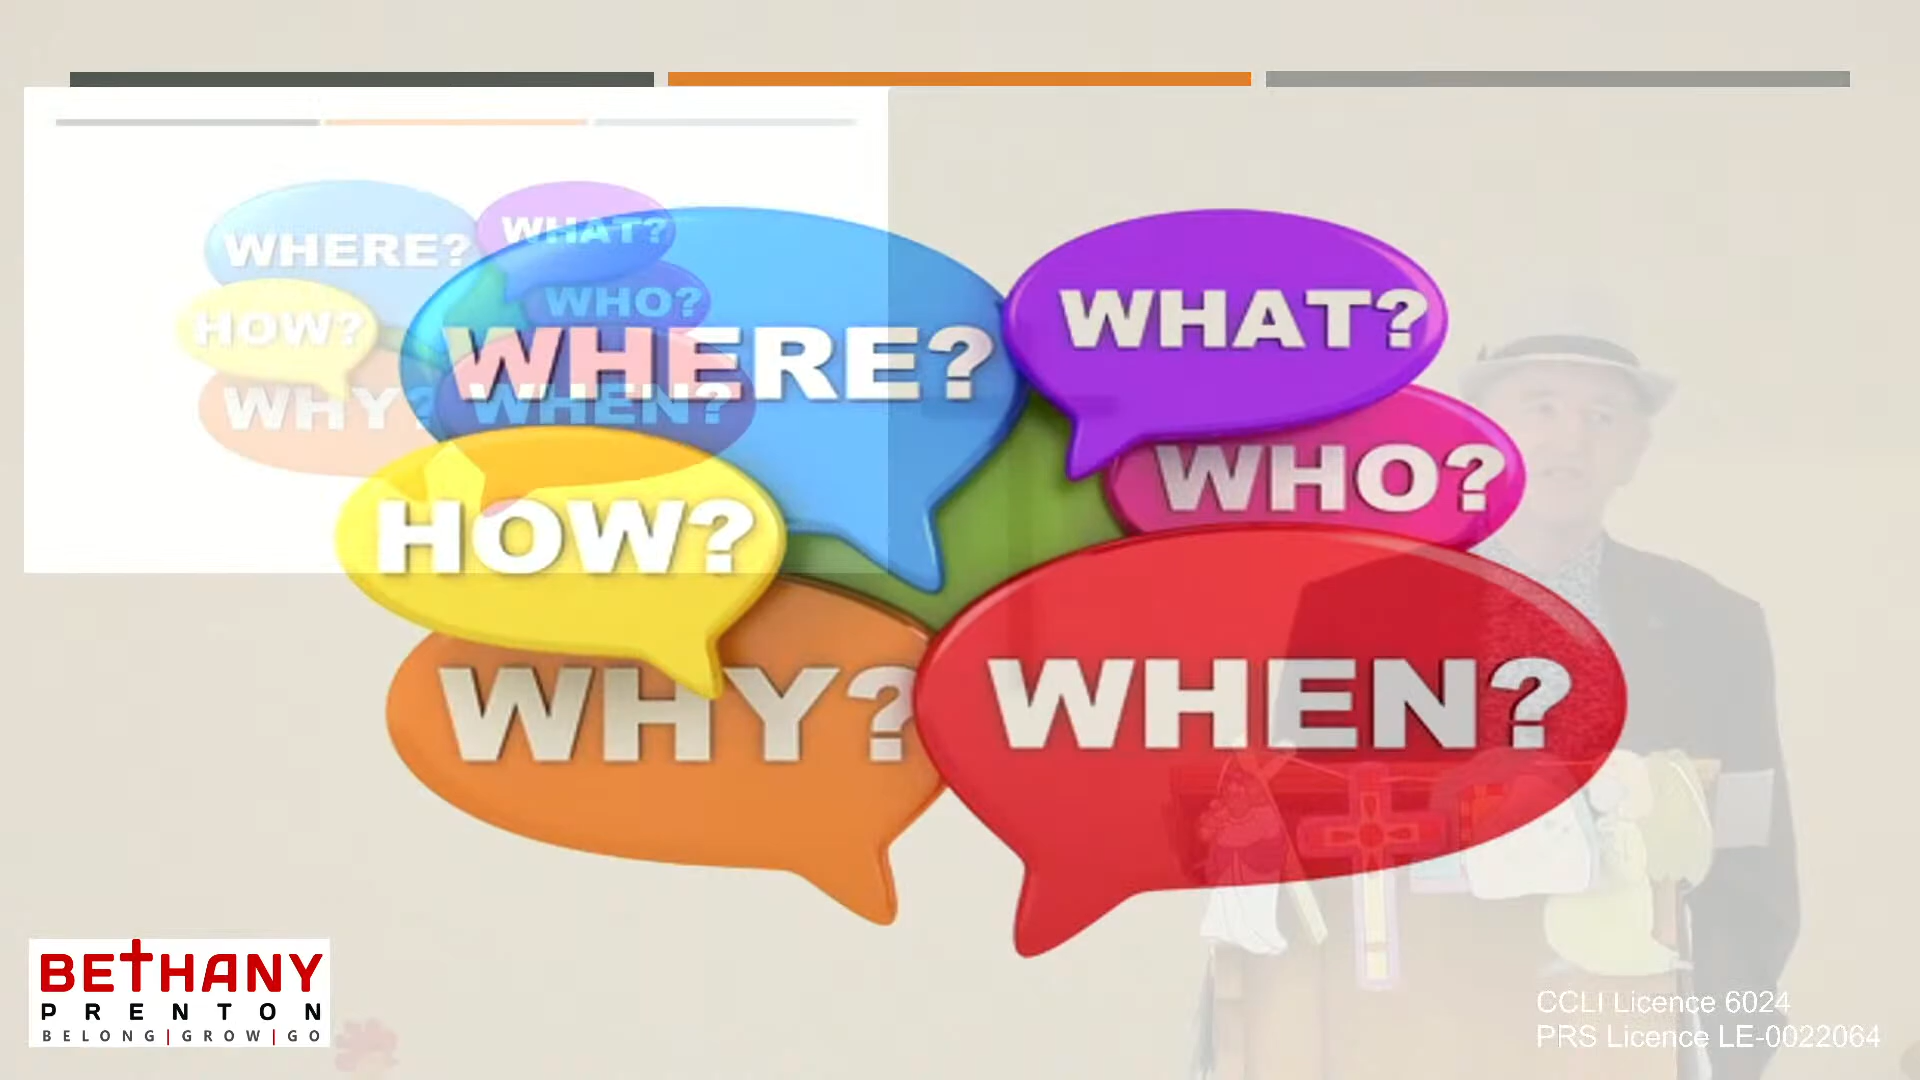 WHERE?
WHAT?
WHO?
HOW?
WHY?
WHEN?
WHERE?
WHAT?
WHO?
HOW?
WHY?
WHEN?
BETHANY
PRENTON
BELONG|GROW|GO
CCLI Licence 6024
PRS Licence LE-0022064